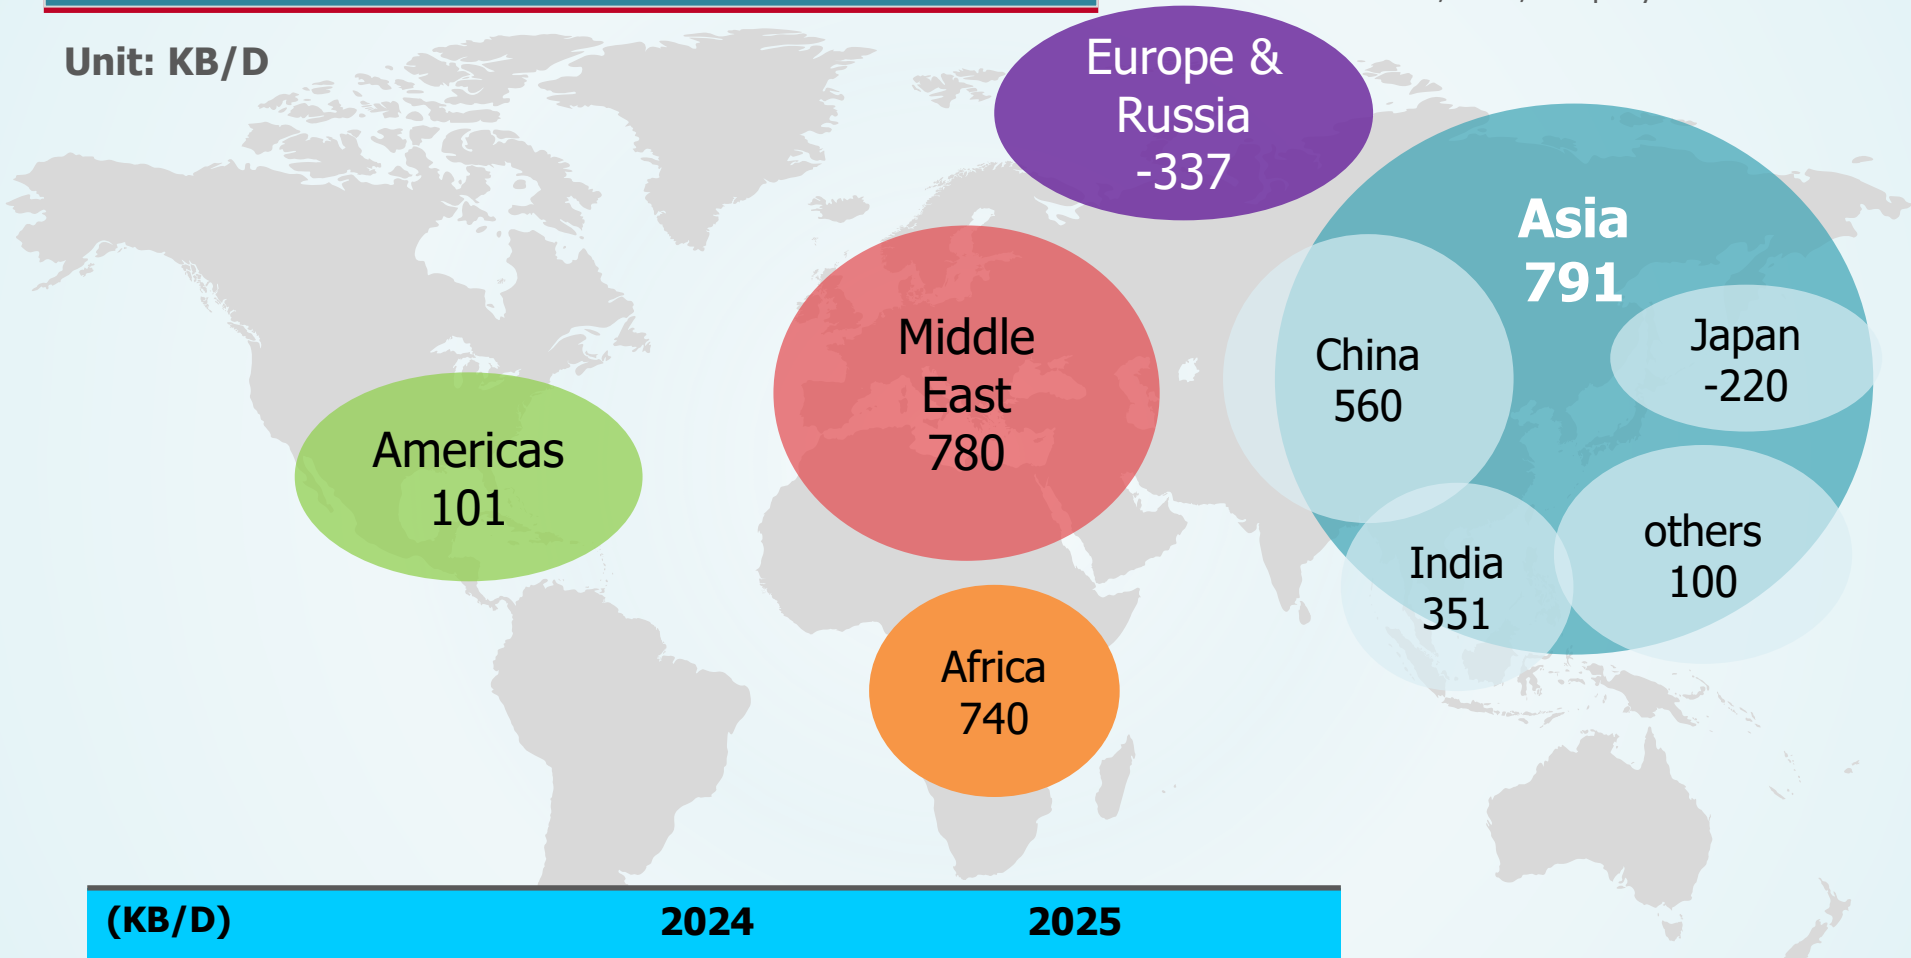 Unit: KB/D
Europe &
Russia
-337
Asia
791
Middle
East
780
China
560
Japan
-220
Americas
101
India
351
others
100
Africa
740
(KB/D) 2024 2025